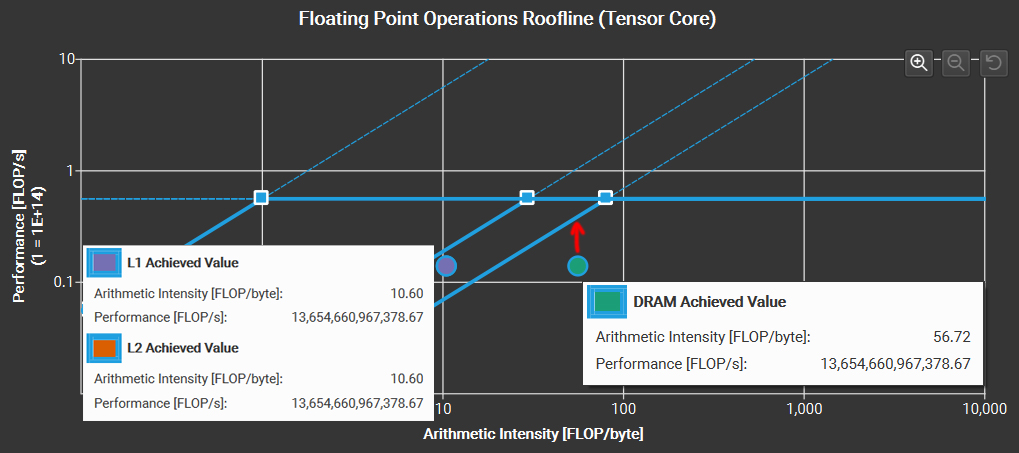 Floating Point Operations Roofline (Tensor Core)
10
1
0.1
Performance [FLOP/s]
(1 = 1E+14)
L1 Achieved Value
Arithmetic Intensity [FLOP/byte]: 10.60
Performance [FLOP/s]: 13,654,660,967,378.67
L2 Achieved Value
Arithmetic Intensity [FLOP/byte]: 10.60
Performance [FLOP/s]: 13,654,660,967,378.67
DRAM Achieved Value
Arithmetic Intensity [FLOP/byte]: 56.72
Performance [FLOP/s]: 13,654,660,967,378.67
10 100 1,000 10,000
Arithmetic Intensity [FLOP/byte]